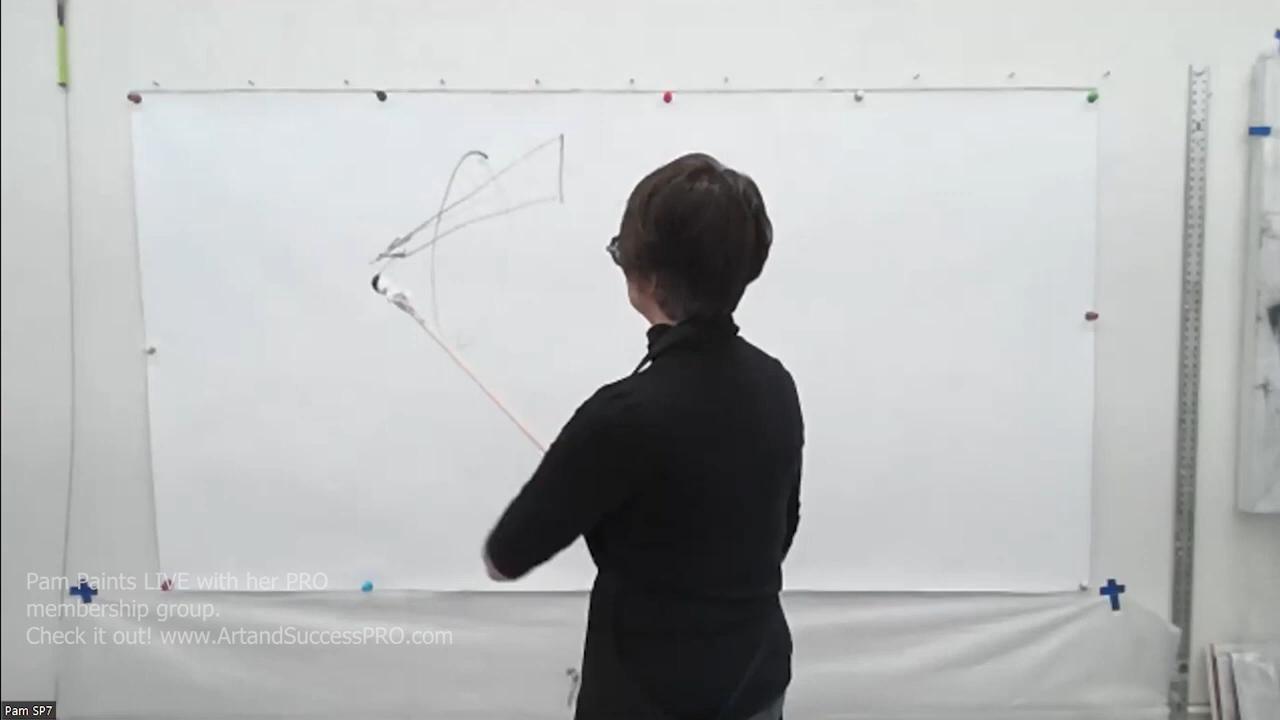 Pam Paints LIVE with her PRO
membership group.
Check it out! www.ArtandSuccessPRO.com
Pam SP7